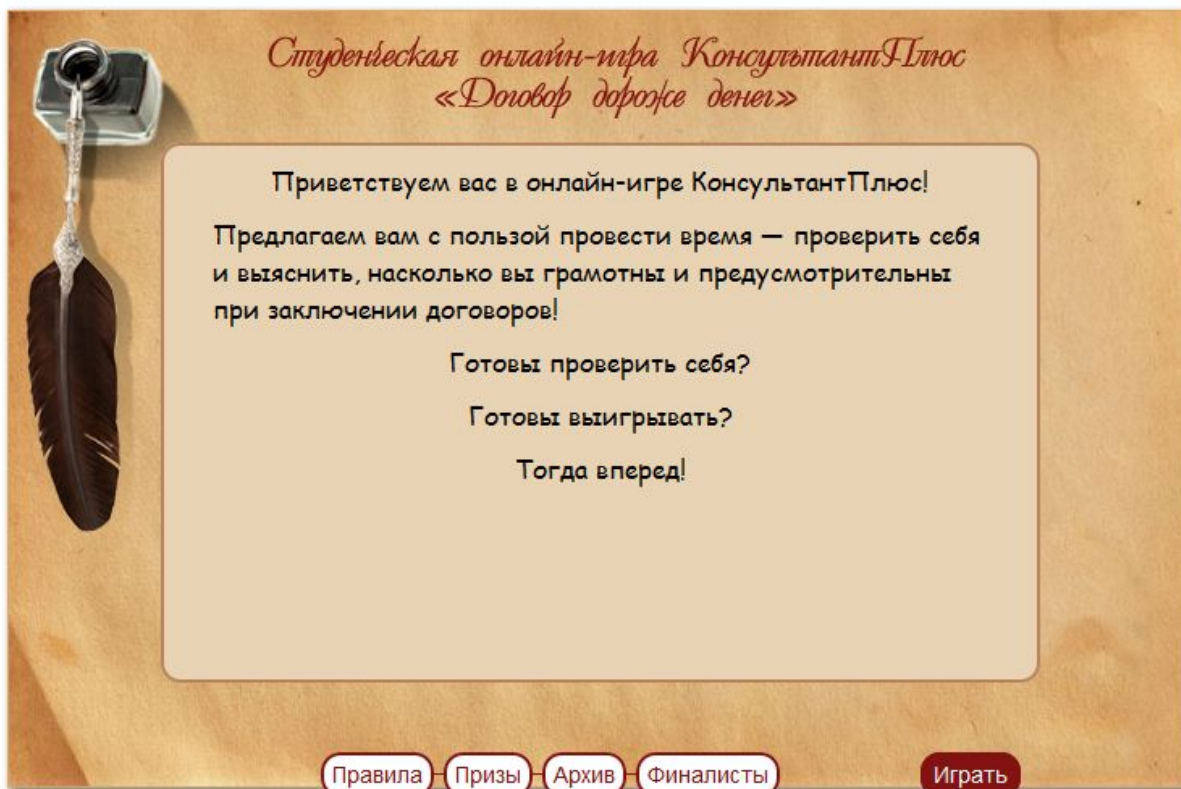 Студенческая онлайн-игра КонсультантПлюс
«Договор дороже денег»
Приветствуем вас в онлайн-игре КонсультантПлюс!
Предлагаем вам с пользой провести время — проверить себя
и выяснить, насколько вы грамотны и предусмотрительны
при заключении договоров!
Готовы проверить себя?
Готовы выигрывать?
Тогда вперед!
Правила Призы Архив Финалисты Играть